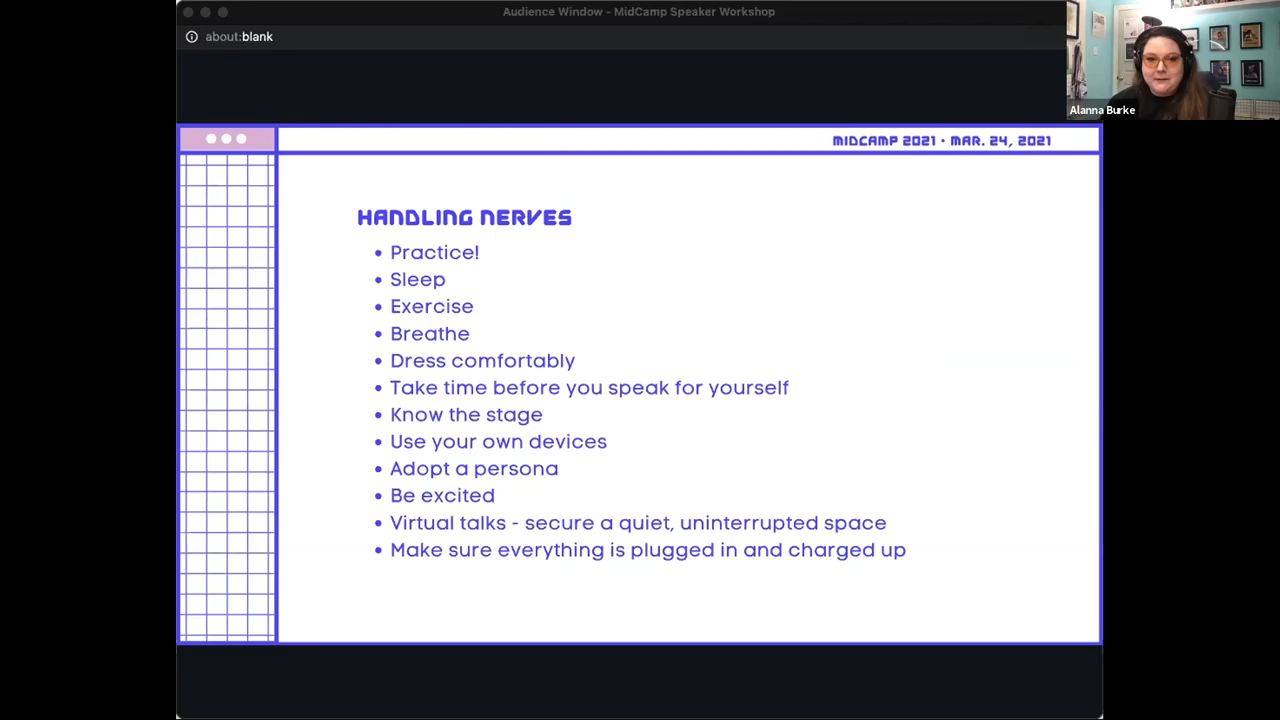 Audience Window - MidCamp Speaker Workshop
about:blank
Alanna Burke
MIDCAMP 2021 • MAR. 24, 2021
HANDLING NERVES
• Practice!
• Sleep
• Exercise
• Breathe
• Dress comfortably
• Take time before you speak for yourself
• Know the stage
• Use your own devices
• Adopt a persona
• Be excited
• Virtual talks - secure a quiet, uninterrupted space
• Make sure everything is plugged in and charged up